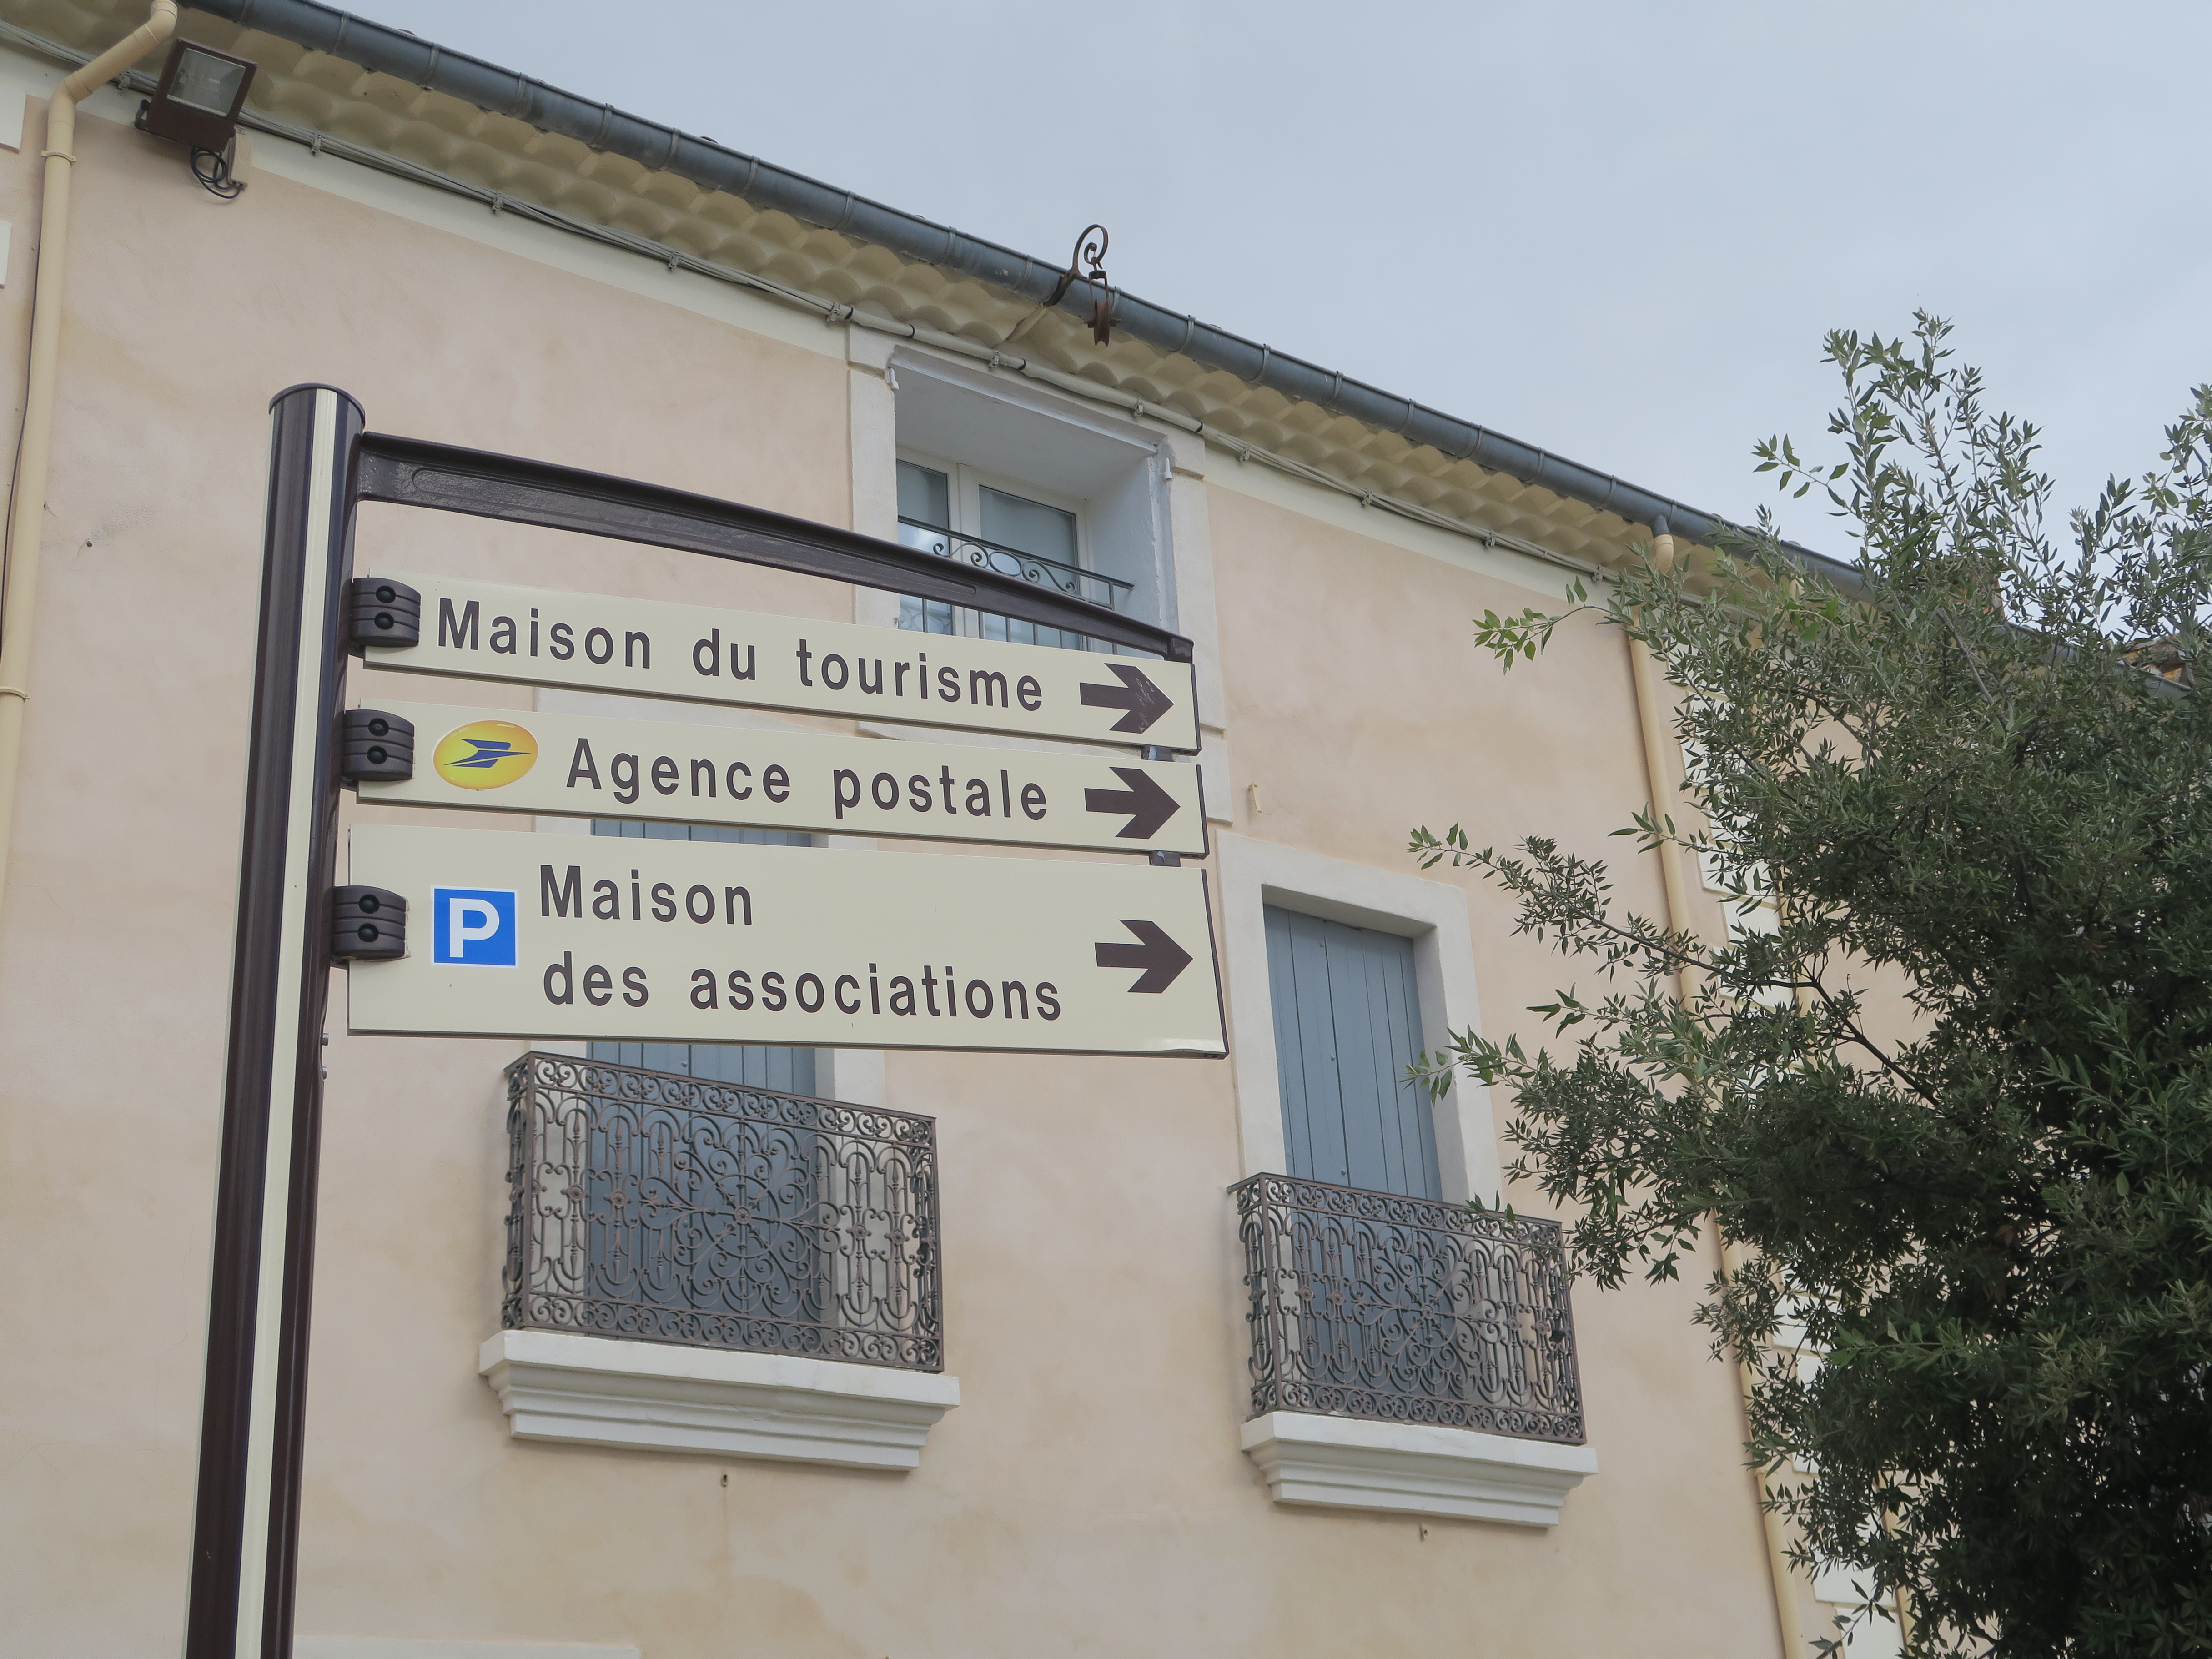 Maison du tourisme
Agence postale
P Maison
des associations